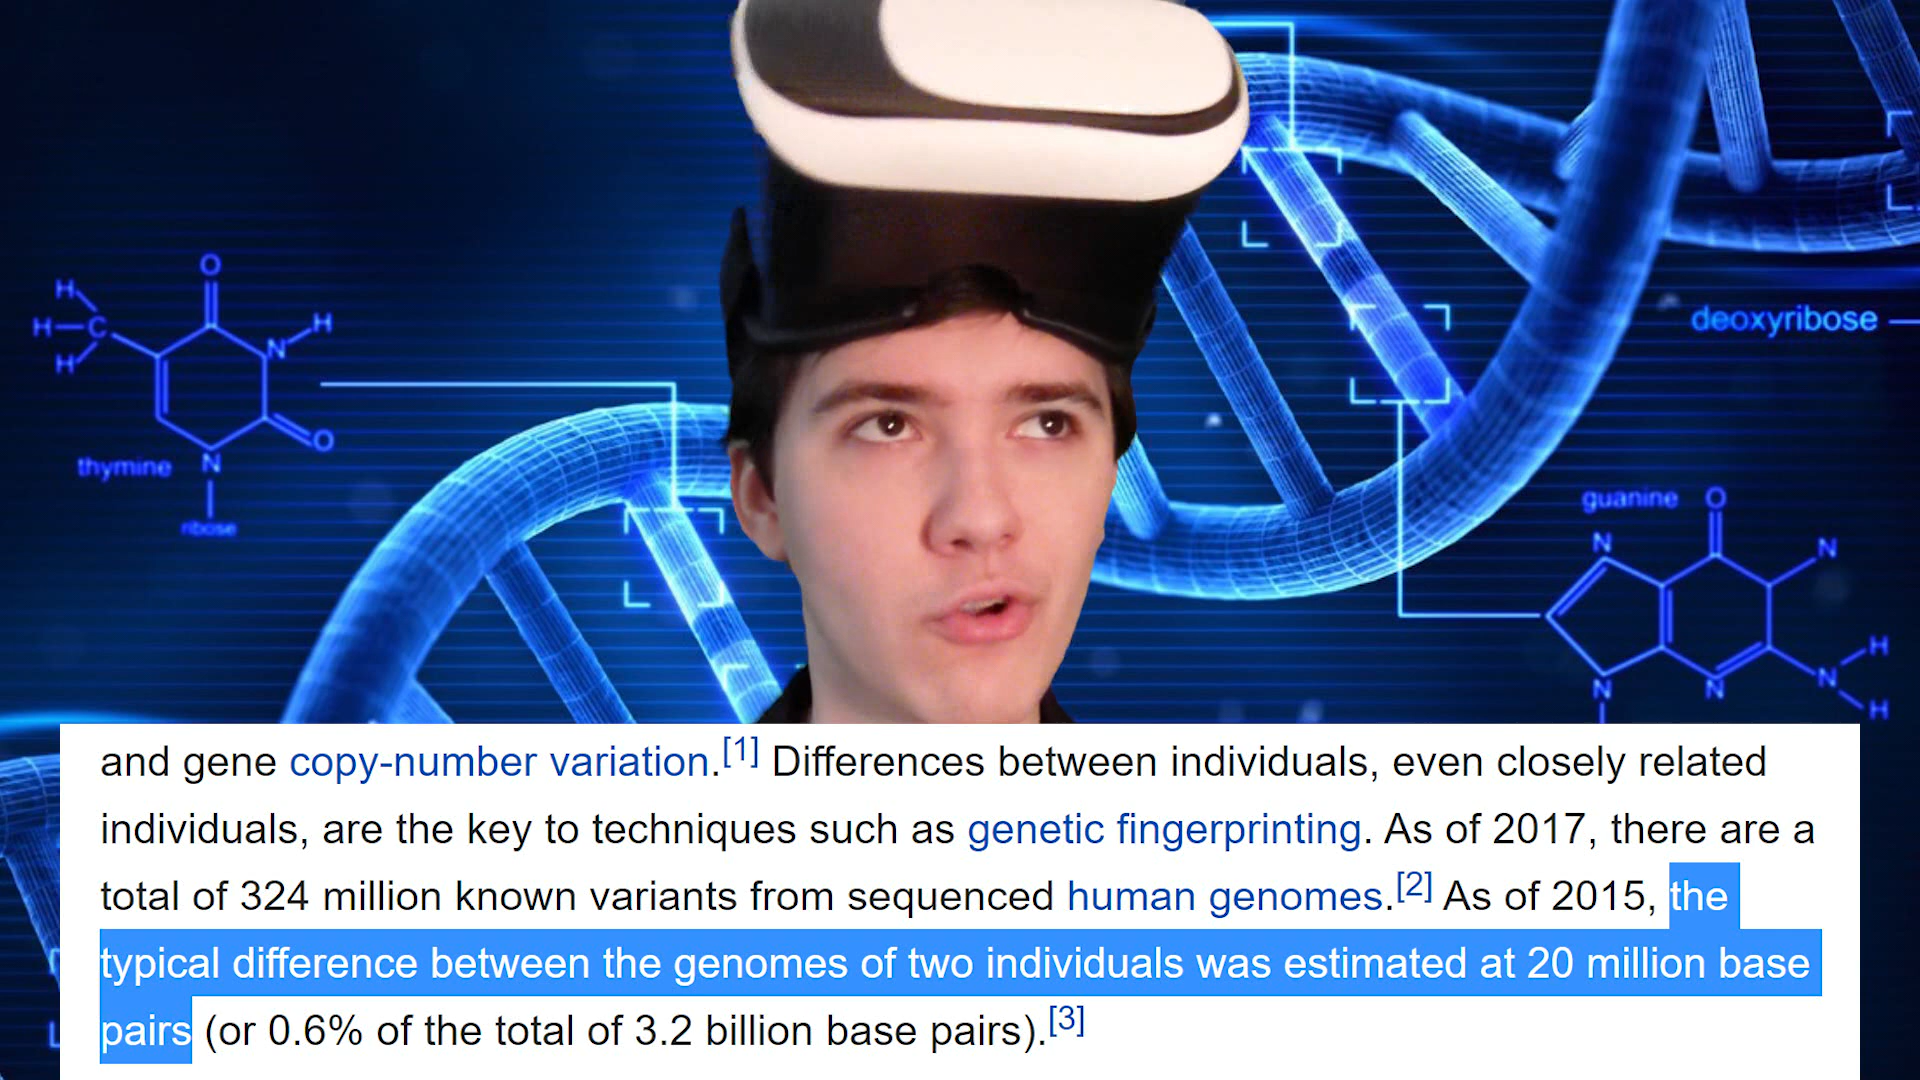 deoxyribose
thymine
ribose
guanine
H
H
H
C
O
N
H
O
N
O
N
N
N
N
N
H
H
and gene copy-number variation.[1] Differences between individuals, even closely related
individuals, are the key to techniques such as genetic fingerprinting. As of 2017, there are a
total of 324 million known variants from sequenced human genomes.[2] As of 2015, the
typical difference between the genomes of two individuals was estimated at 20 million base
pairs (or 0.6% of the total of 3.2 billion base pairs).[3]